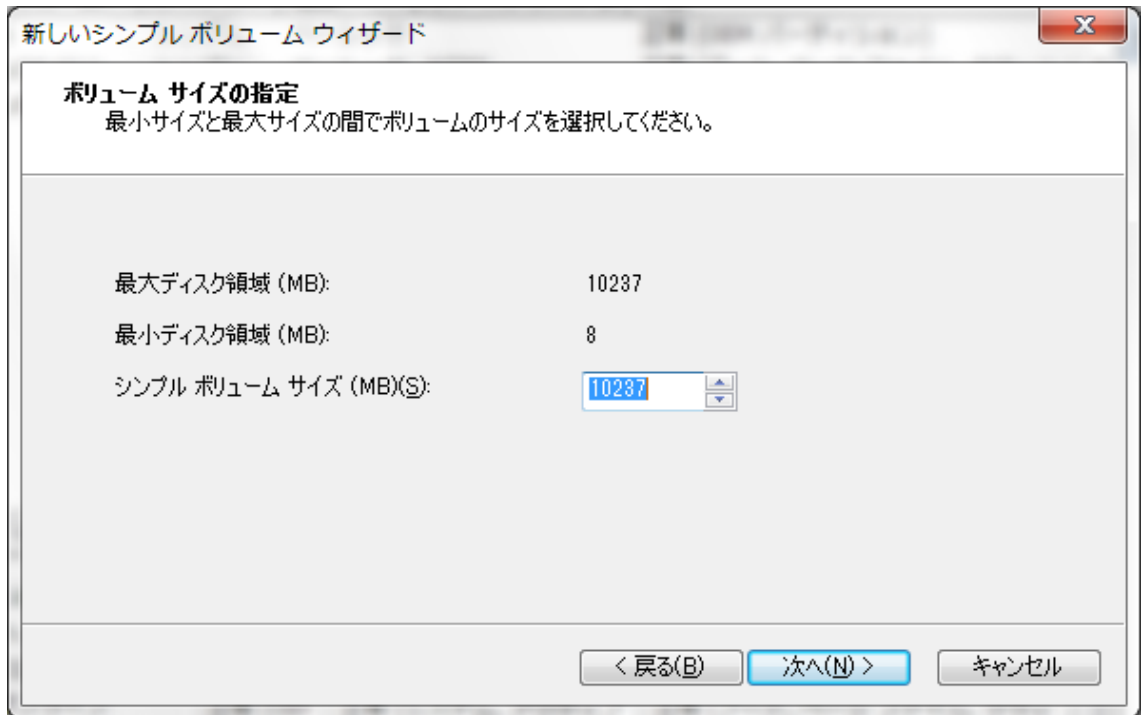 新しいシンプル ボリューム ウィザード
ボリューム サイズの指定
最小サイズと最大サイズの間でボリュームのサイズを選択してください。
最大ディスク領域 (MB): 10237
最小ディスク領域 (MB): 8
シンプル ボリューム サイズ (MB)(S): 10237
< 戻る(B) 次へ(N) > キャンセル